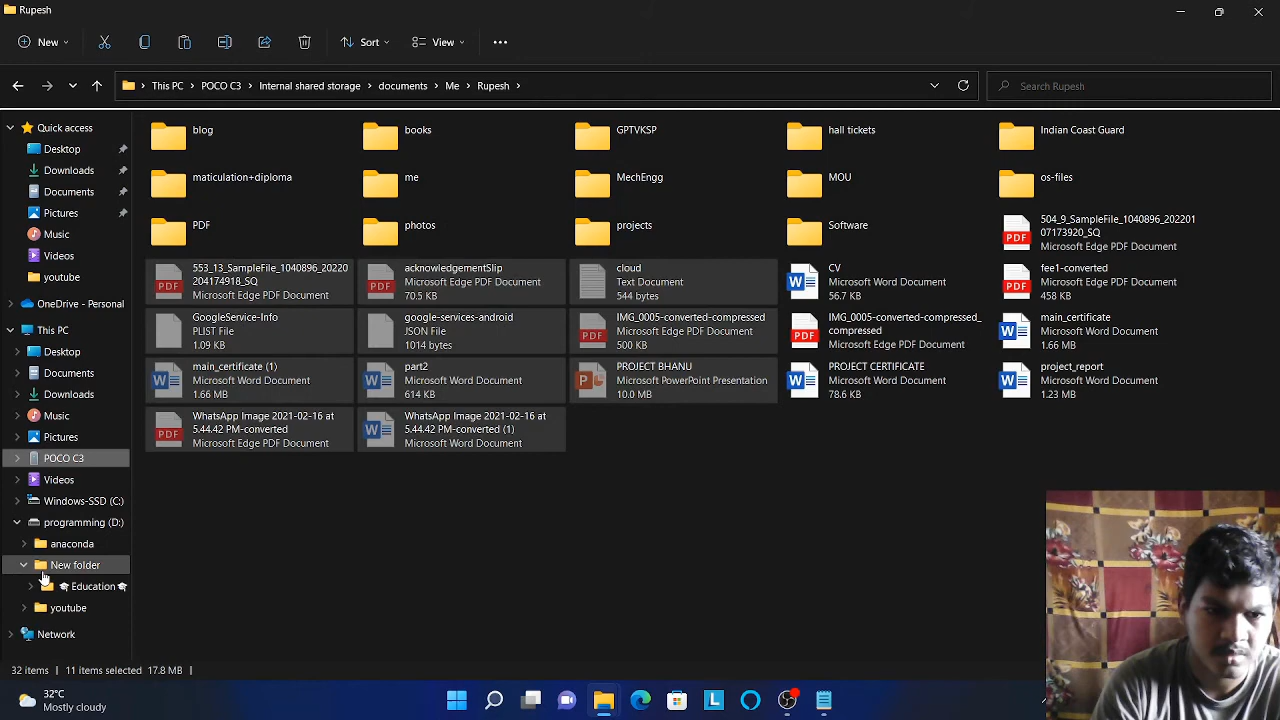 Rupesh
New
Sort
View
This PC
POCO C3
Internal shared storage
documents
Me
Rupesh
Search Rupesh
Quick access
Desktop
Downloads
Documents
Pictures
Music
Videos
youtube
OneDrive - Personal
This PC
Desktop
Documents
Downloads
Music
Pictures
POCO C3
Videos
Windows-SSD (C:)
programming (D:)
anaconda
New folder
Education
youtube
Network
blog
books
GPTVKSP
hall tickets
Indian Coast Guard
maticulation+diploma
me
MechEngg
MOU
os-files
PDF
photos
projects
Software
504_9_SampleFile_1040896_202201
07173920_SQ
Microsoft Edge PDF Document
553_13_SampleFile_1040896_20220
204174918_SQ
Microsoft Edge PDF Document
acknowledgementSlip
Microsoft Edge PDF Document
70.5 KB
cloud
Text Document
544 bytes
CV
Microsoft Word Document
56.7 KB
fee1-converted
Microsoft Edge PDF Document
458 KB
GoogleService-Info
PLIST File
1.09 KB
google-services-android
JSON File
1014 bytes
IMG_0005-converted-compressed
Microsoft Edge PDF Document
500 KB
IMG_0005-converted-compressed_
compressed
Microsoft Edge PDF Document
main_certificate
Microsoft Word Document
1.66 MB
main_certificate (1)
Microsoft Word Document
1.66 MB
part2
Microsoft Word Document
614 KB
PROJECT BHANU
Microsoft PowerPoint Presentation
10.0 MB
PROJECT CERTIFICATE
Microsoft Word Document
78.6 KB
project_report
Microsoft Word Document
1.23 MB
WhatsApp Image 2021-02-16 at
5.44.42 PM-converted
Microsoft Edge PDF Document
WhatsApp Image 2021-02-16 at
5.44.42 PM-converted (1)
Microsoft Word Document
32 items
11 items selected 17.8 MB
32°C
Mostly cloudy
L